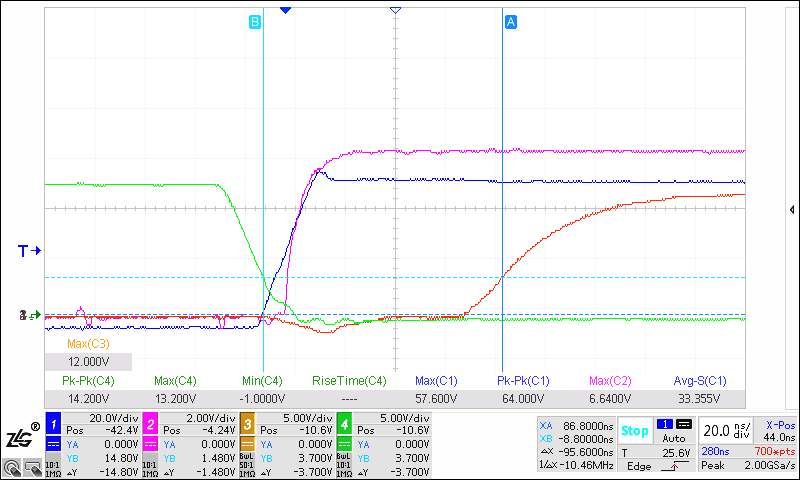 B
A
T
Max(C3)
12.000V
Pk-Pk(C4) Max(C4) Min(C4) RiseTime(C4) Max(C1) Pk-Pk(C1) Max(C2) Avg-S(C1)
14.200V 13.200V -1.0000V ---- 57.600V 64.000V 6.6400V 33.355V
1 20.0V/div 2 2.00V/div 3 5.00V/div 4 5.00V/div
Pos -42.4V Pos -4.24V Pos -10.6V Pos -10.6V
YA 0.000V YA 0.000V YA 0.000V YA 0.000V
10:1 YB 14.80V 10:1 YB 1.480V BWL 50:1 YB 3.700V BWL 10:1 YB 3.700V
1MΩ △Y -14.80V 1MΩ △Y -1.480V 1MΩ △Y -3.700V 1MΩ △Y -3.700V
ZLG®
XA 86.8000ns
XB -8.8000ns
△X -95.6000ns
1/△X -10.46MHz
Stop 1
Auto
T 25.6V
Edge
20.0 ns/div X-Pos
44.0ns
280ns 700*pts
Peak 2.00GSa/s